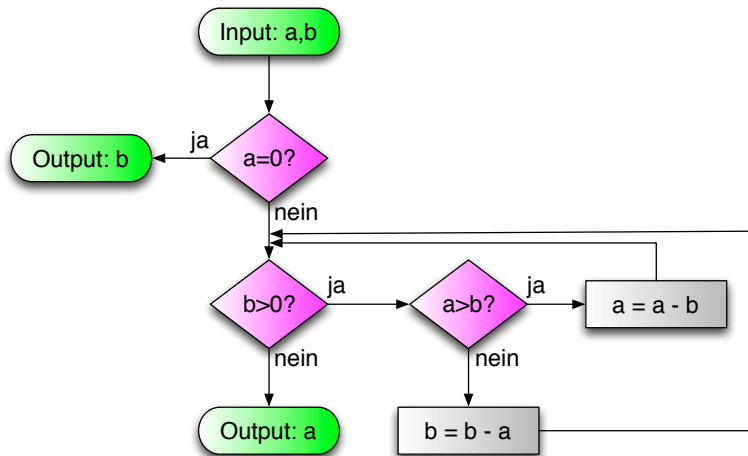 Input: a,b
ja
Output: b
a=0?
nein
b>0?
ja
a>b?
ja
a = a - b
nein
nein
Output: a
b = b - a